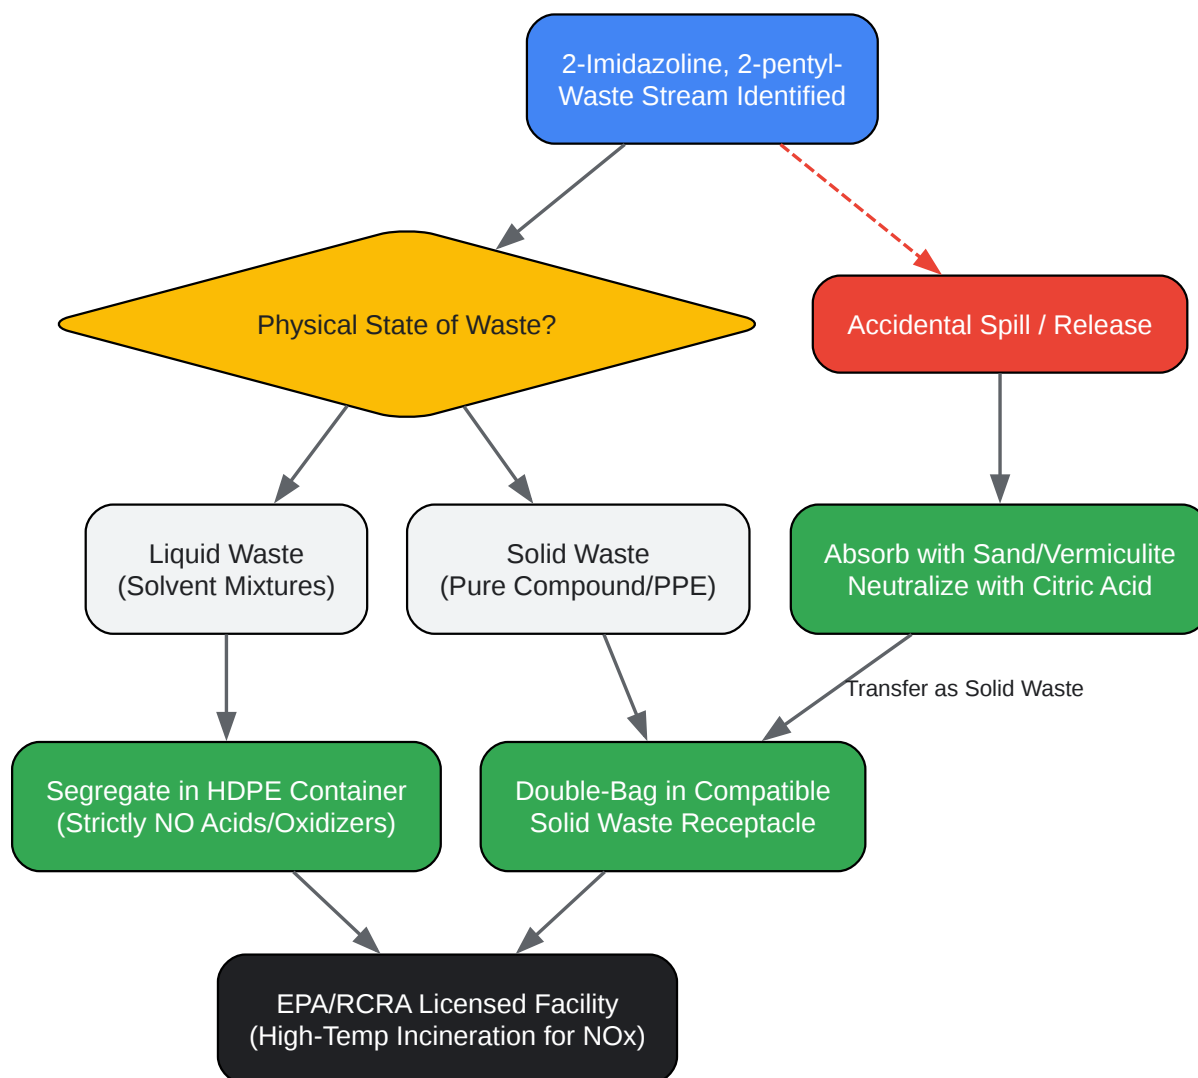 2-Imidazoline, 2-pentyl-
Waste Stream Identified
Physical State of Waste?
Accidental Spill / Release
Liquid Waste
(Solvent Mixtures)
Solid Waste
(Pure Compound/PPE)
Absorb with Sand/Vermiculite
Neutralize with Citric Acid
Transfer as Solid Waste
Segregate in HDPE Container
(Strictly NO Acids/Oxidizers)
Double-Bag in Compatible
Solid Waste Receptacle
EPA/RCRA Licensed Facility
(High-Temp Incineration for NOx)